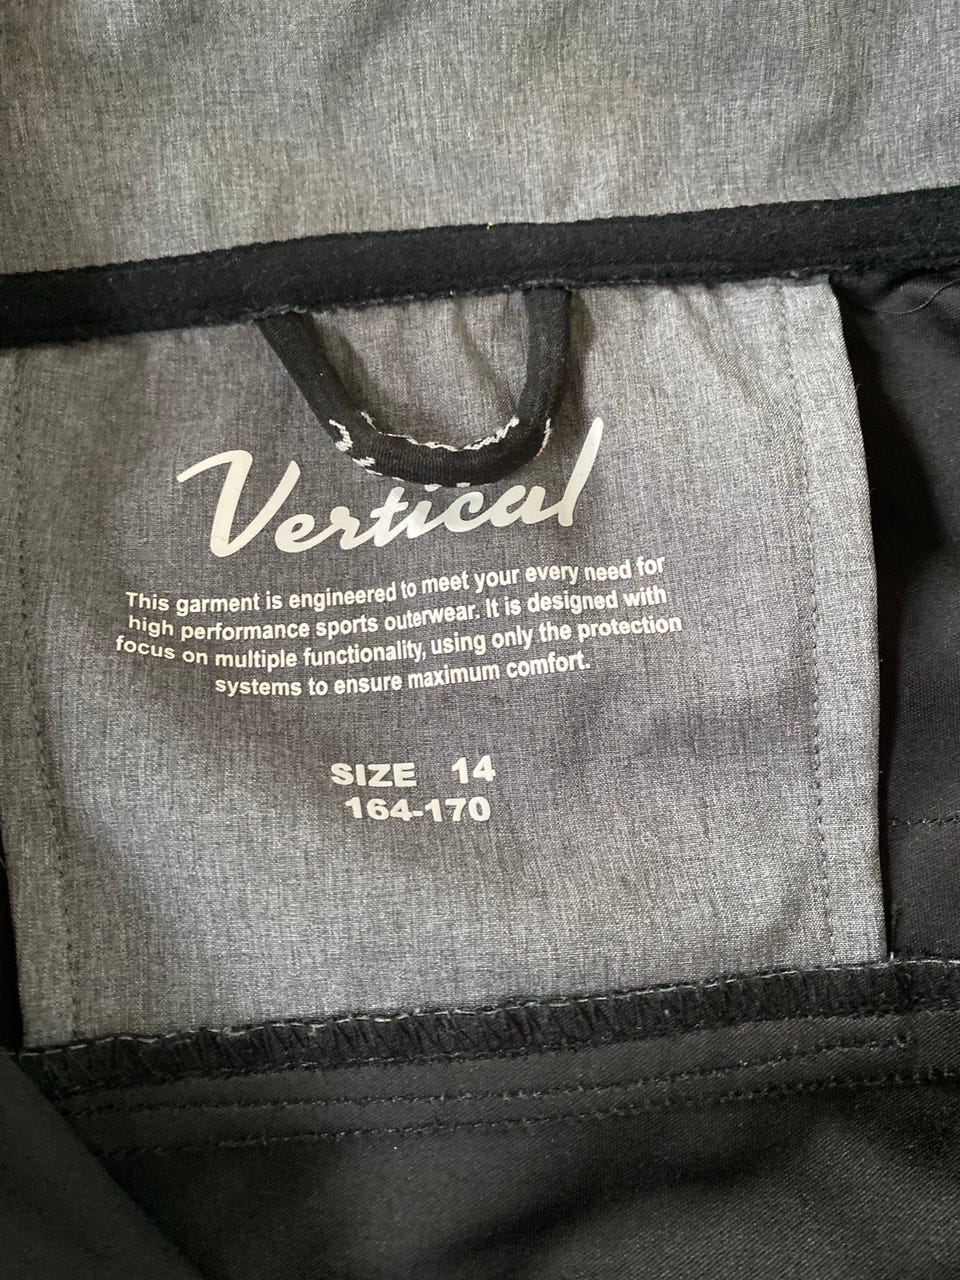 Vertical
This garment is engineered to meet your every need for
high performance sports outerwear. It is designed with
focus on multiple functionality, using only the protection
systems to ensure maximum comfort.
SIZE 14
164-170